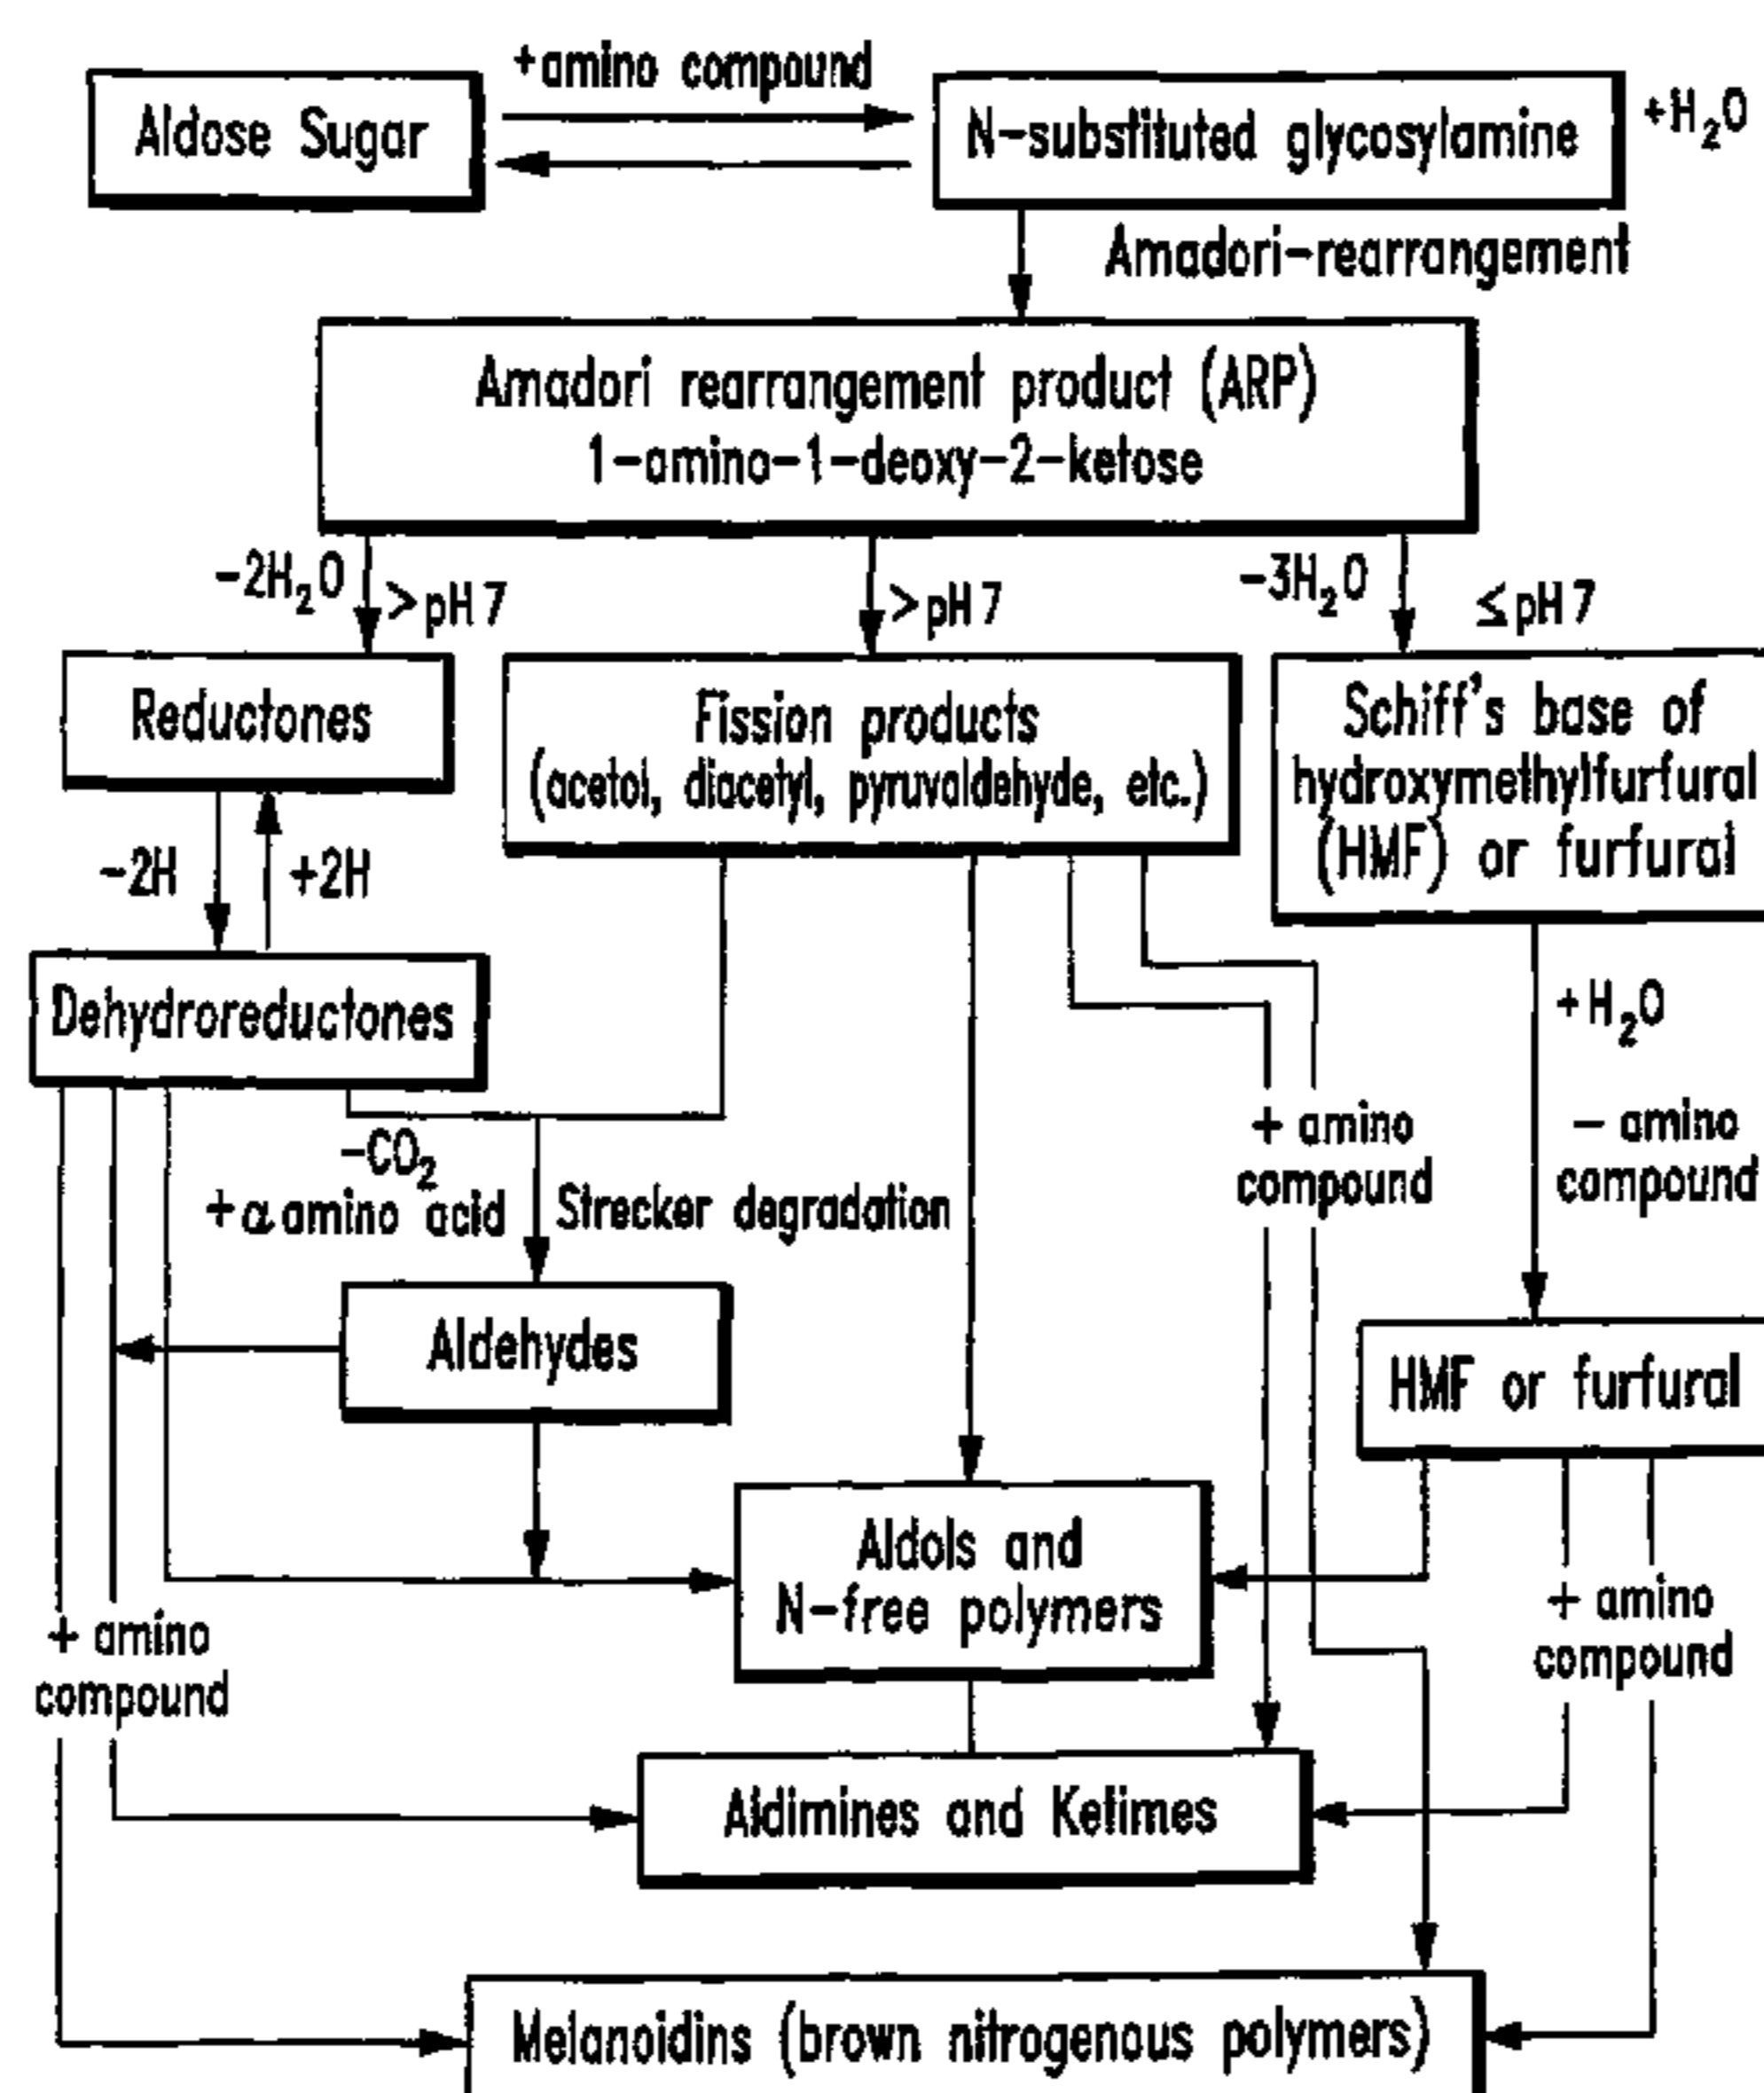 +amino compound
Aldose Sugar
N-substituted glycosylamine
+H₂O
Amadori-rearrangement
Amadori rearrangement product (ARP)
1-amino-1-deoxy-2-ketose
-2H₂O
>pH 7
>pH 7
-3H₂O
≤pH 7
Reductones
Fission products
(acetol, diacetyl, pyruvaldehyde, etc.)
Schiff's base of
hydroxymethylfurfural
(HMF) or furfural
-2H
+2H
Dehydroreductones
+H₂O
- amino
compound
+ amino
compound
-CO₂
+α amino acid
Strecker degradation
Aldehydes
HMF or furfural
Aldols and
N-free polymers
+ amino
compound
+ amino
compound
Aldimines and Ketimes
Melanoidins (brown nitrogenous polymers)